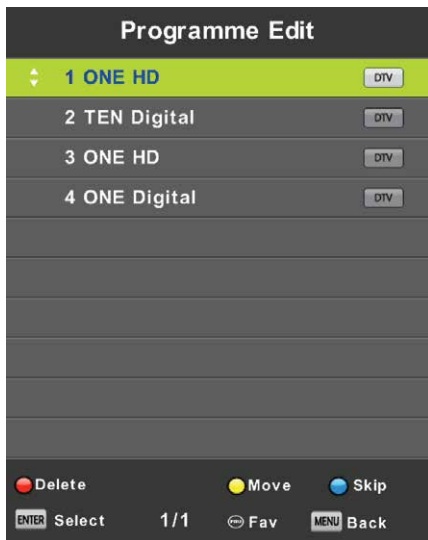 Programme Edit
1 ONE HD DTV
2 TEN Digital DTV
3 ONE HD DTV
4 ONE Digital DTV
Delete Move Skip
ENTER Select 1/1 Fav MENU Back